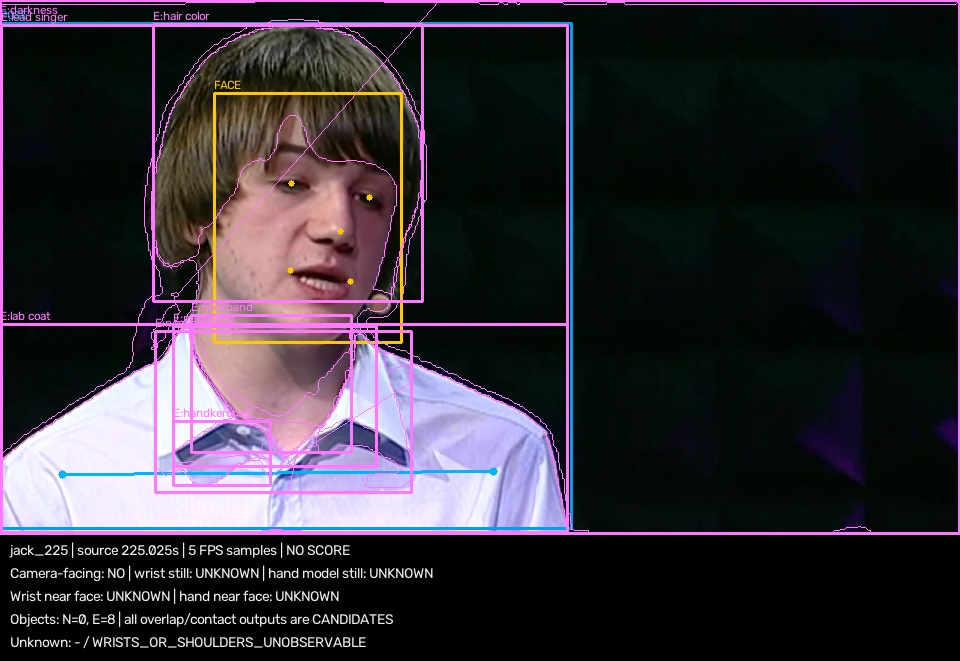 E:darkness
E:lead singer
E:hair color
FACE
E:lab coat
E:handker
jack_225 | source 225.025s | 5 FPS samples | NO SCORE
Camera-facing: NO | wrist still: UNKNOWN | hand model still: UNKNOWN
Wrist near face: UNKNOWN | hand near face: UNKNOWN
Objects: N=0, E=8 | all overlap/contact outputs are CANDIDATES
Unknown: - / WRISTS_OR_SHOULDERS_UNOBSERVABLE